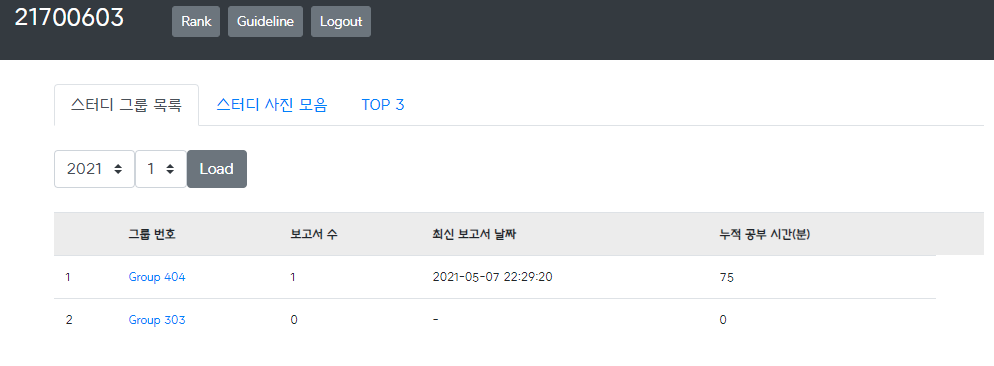 21700603 Rank Guideline Logout
스터디 그룹 목록 스터디 사진 모음 TOP 3
2021 1 Load
그룹 번호 보고서 수 최신 보고서 날짜 누적 공부 시간(분)
1 Group 404 1 2021-05-07 22:29:20 75
2 Group 303 0 - 0